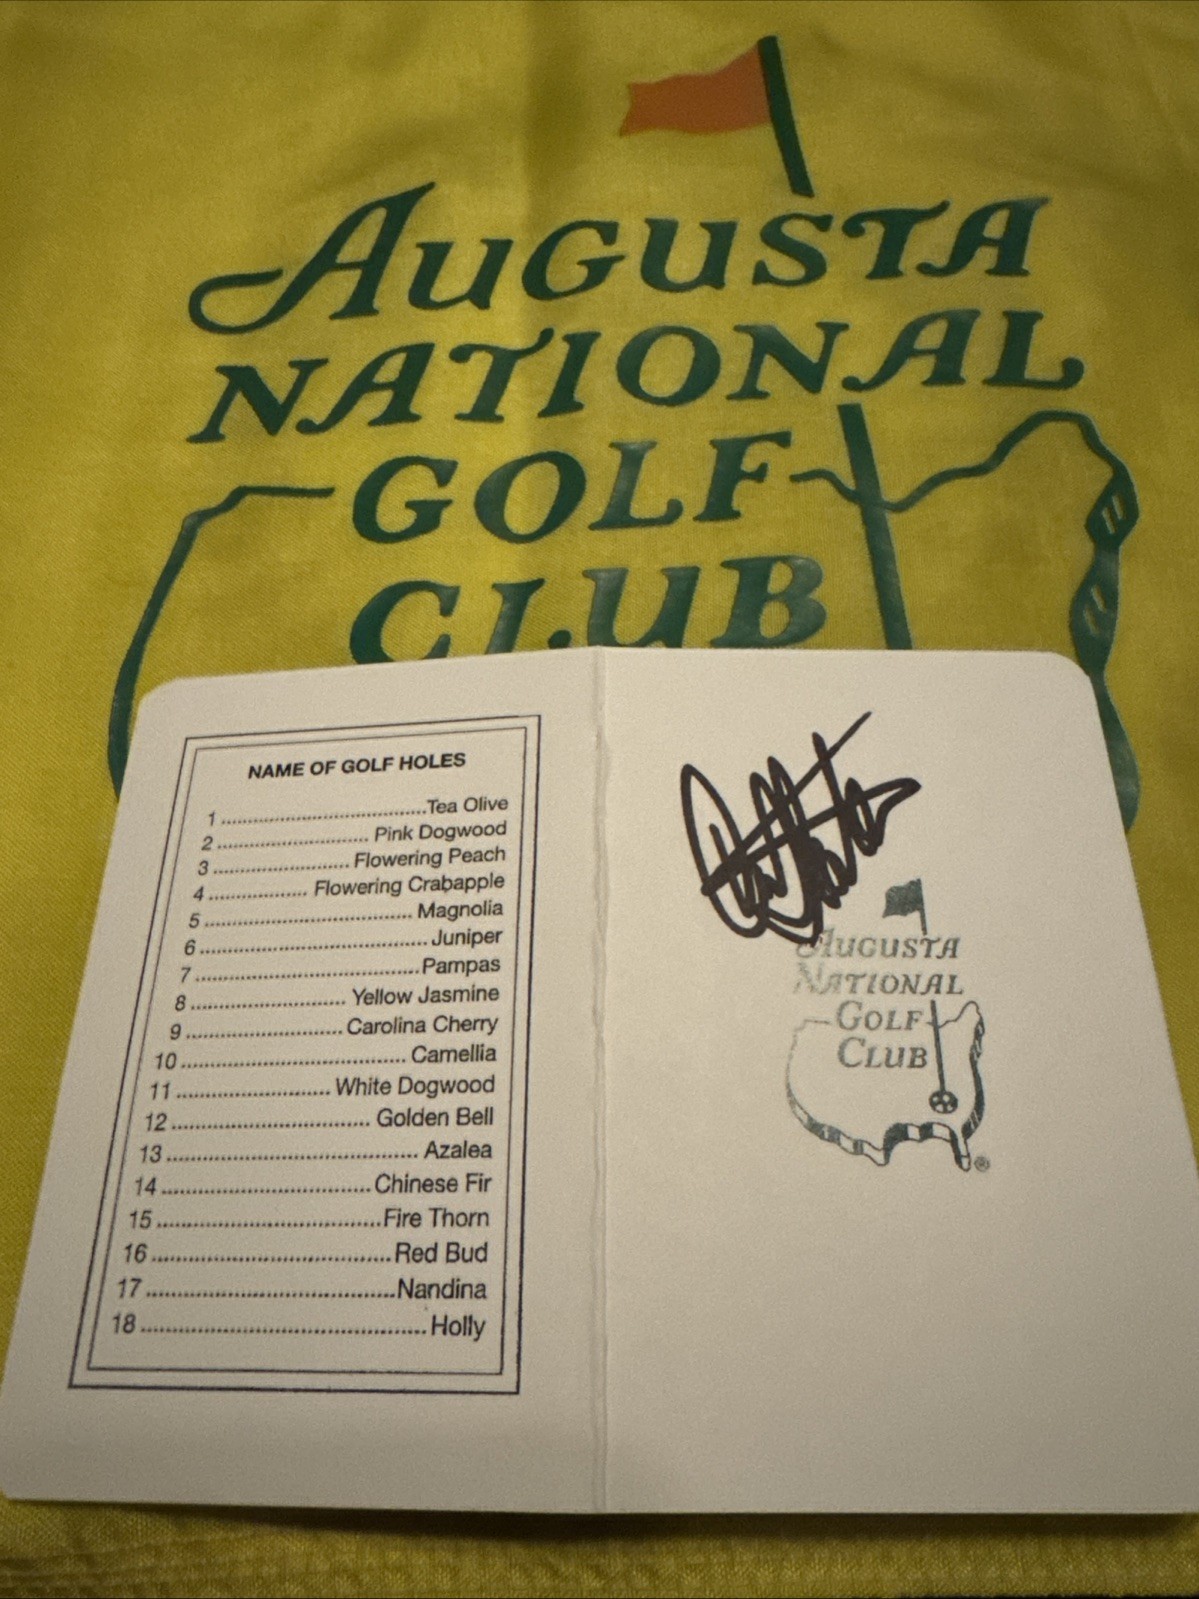 AUGUSTA
NATIONAL
GOLF
CLUB
NAME OF GOLF HOLES
1 ........................................Tea Olive
2 ............................. Pink Dogwood
3 .......................... Flowering Peach
4 ................... Flowering Crabapple
5 ........................................ Magnolia
6 ............................................. Juniper
7 ...........................................Pampas
8 ............................. Yellow Jasmine
9 .............................. Carolina Cherry
10 ........................................... Camellia
11 ............................. White Dogwood
12 ...................................... Golden Bell
13 ................................................ Azalea
14 .......................................Chinese Fir
15 .........................................Fire Thorn
16 ...........................................Red Bud
17 ............................................Nandina
18 ...................................................Holly
AUGUSTA
NATIONAL
GOLF
CLUB
®